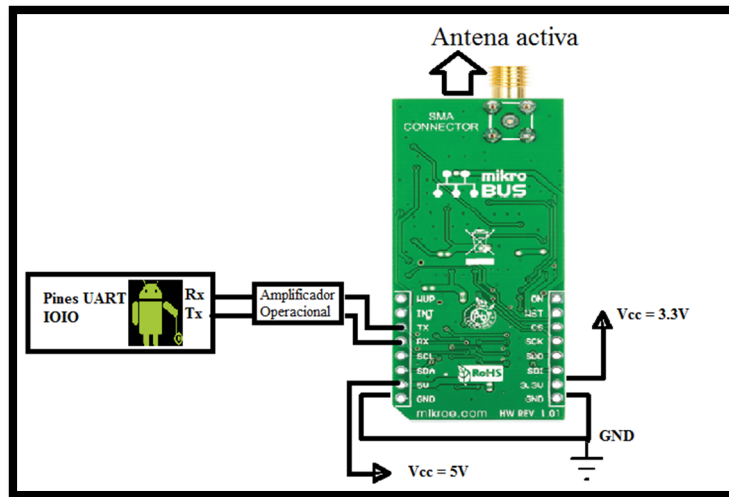 Antena activa
SMA
CONNECTOR
mikro
BUS
Pines UART
IOIO
Rx
Tx
Amplificador
Operacional
WUP
INT
TX
RX
SCL
SDA
5V
GND
Pb
RoHS
ON
RST
CS
SCK
SDO
SDI
3.3V
GND
mikroe.com
HW REV. 1.01
Vcc = 3.3V
GND
Vcc = 5V